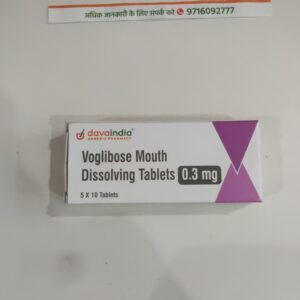 अधिक जानकारी के लिए संपर्क करे 9716092777
davaindia
GENERIC PHARMACY
Voglibose Mouth
Dissolving Tablets 0.3 mg
5 X 10 Tablets